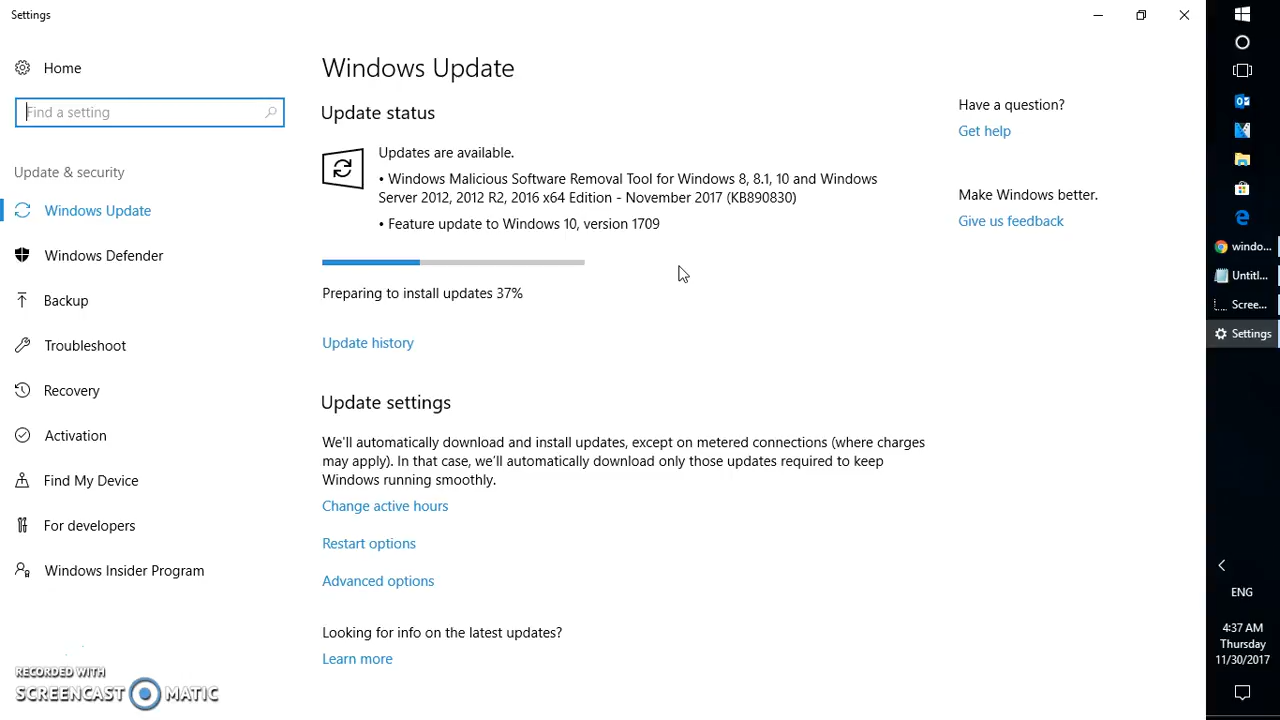 Settings
Home
Find a setting
Update & security
Windows Update
Windows Defender
Backup
Troubleshoot
Recovery
Activation
Find My Device
For developers
Windows Insider Program
RECORDED WITH
SCREENCAST MATIC
Windows Update
Update status
Updates are available.
• Windows Malicious Software Removal Tool for Windows 8, 8.1, 10 and Windows
Server 2012, 2012 R2, 2016 x64 Edition - November 2017 (KB890830)
• Feature update to Windows 10, version 1709
Preparing to install updates 37%
Update history
Update settings
We'll automatically download and install updates, except on metered connections (where charges
may apply). In that case, we'll automatically download only those updates required to keep
Windows running smoothly.
Change active hours
Restart options
Advanced options
Looking for info on the latest updates?
Learn more
Have a question?
Get help
Make Windows better.
Give us feedback
windo...
Untitl...
Scree...
Settings
ENG
4:37 AM
Thursday
11/30/2017